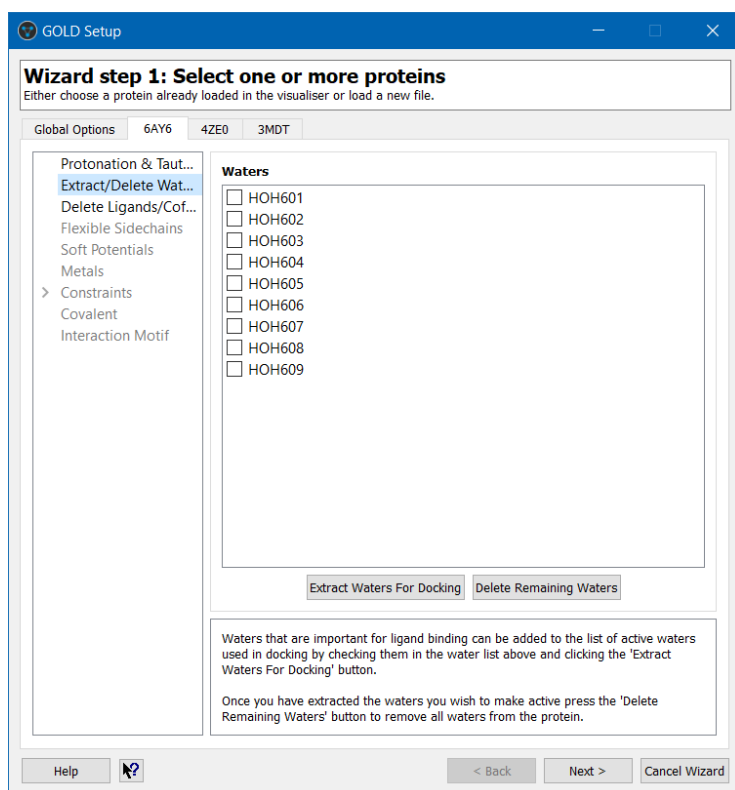 GOLD Setup
Wizard step 1: Select one or more proteins
Either choose a protein already loaded in the visualiser or load a new file.
Global Options 6AY6 4ZE0 3MDT
Protonation & Taut...
Extract/Delete Wat...
Delete Ligands/Cof...
Flexible Sidechains
Soft Potentials
Metals
Constraints
Covalent
Interaction Motif
Waters
HOH601
HOH602
HOH603
HOH604
HOH605
HOH606
HOH607
HOH608
HOH609
Extract Waters For Docking Delete Remaining Waters
Waters that are important for ligand binding can be added to the list of active waters
used in docking by checking them in the water list above and clicking the 'Extract
Waters For Docking' button.
Once you have extracted the waters you wish to make active press the 'Delete
Remaining Waters' button to remove all waters from the protein.
Help ? < Back Next > Cancel Wizard